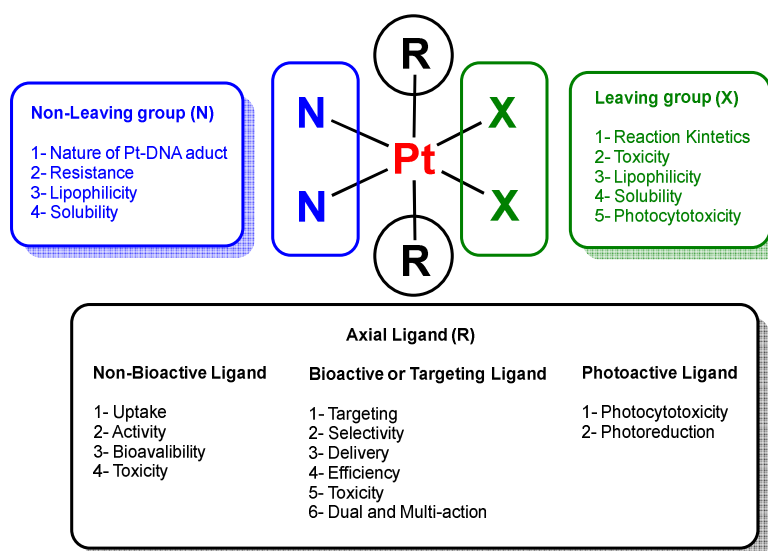 R
Non-Leaving group (N)
1- Nature of Pt-DNA aduct
2- Resistance
3- Lipophilicity
4- Solubility
N
X
Pt
N
X
R
Leaving group (X)
1- Reaction Kintetics
2- Toxicity
3- Lipophilicity
4- Solubility
5- Photocytotoxicity
Axial Ligand (R)
Non-Bioactive Ligand
1- Uptake
2- Activity
3- Bioavalibility
4- Toxicity
Bioactive or Targeting Ligand
1- Targeting
2- Selectivity
3- Delivery
4- Efficiency
5- Toxicity
6- Dual and Multi-action
Photoactive Ligand
1- Photocytotoxicity
2- Photoreduction